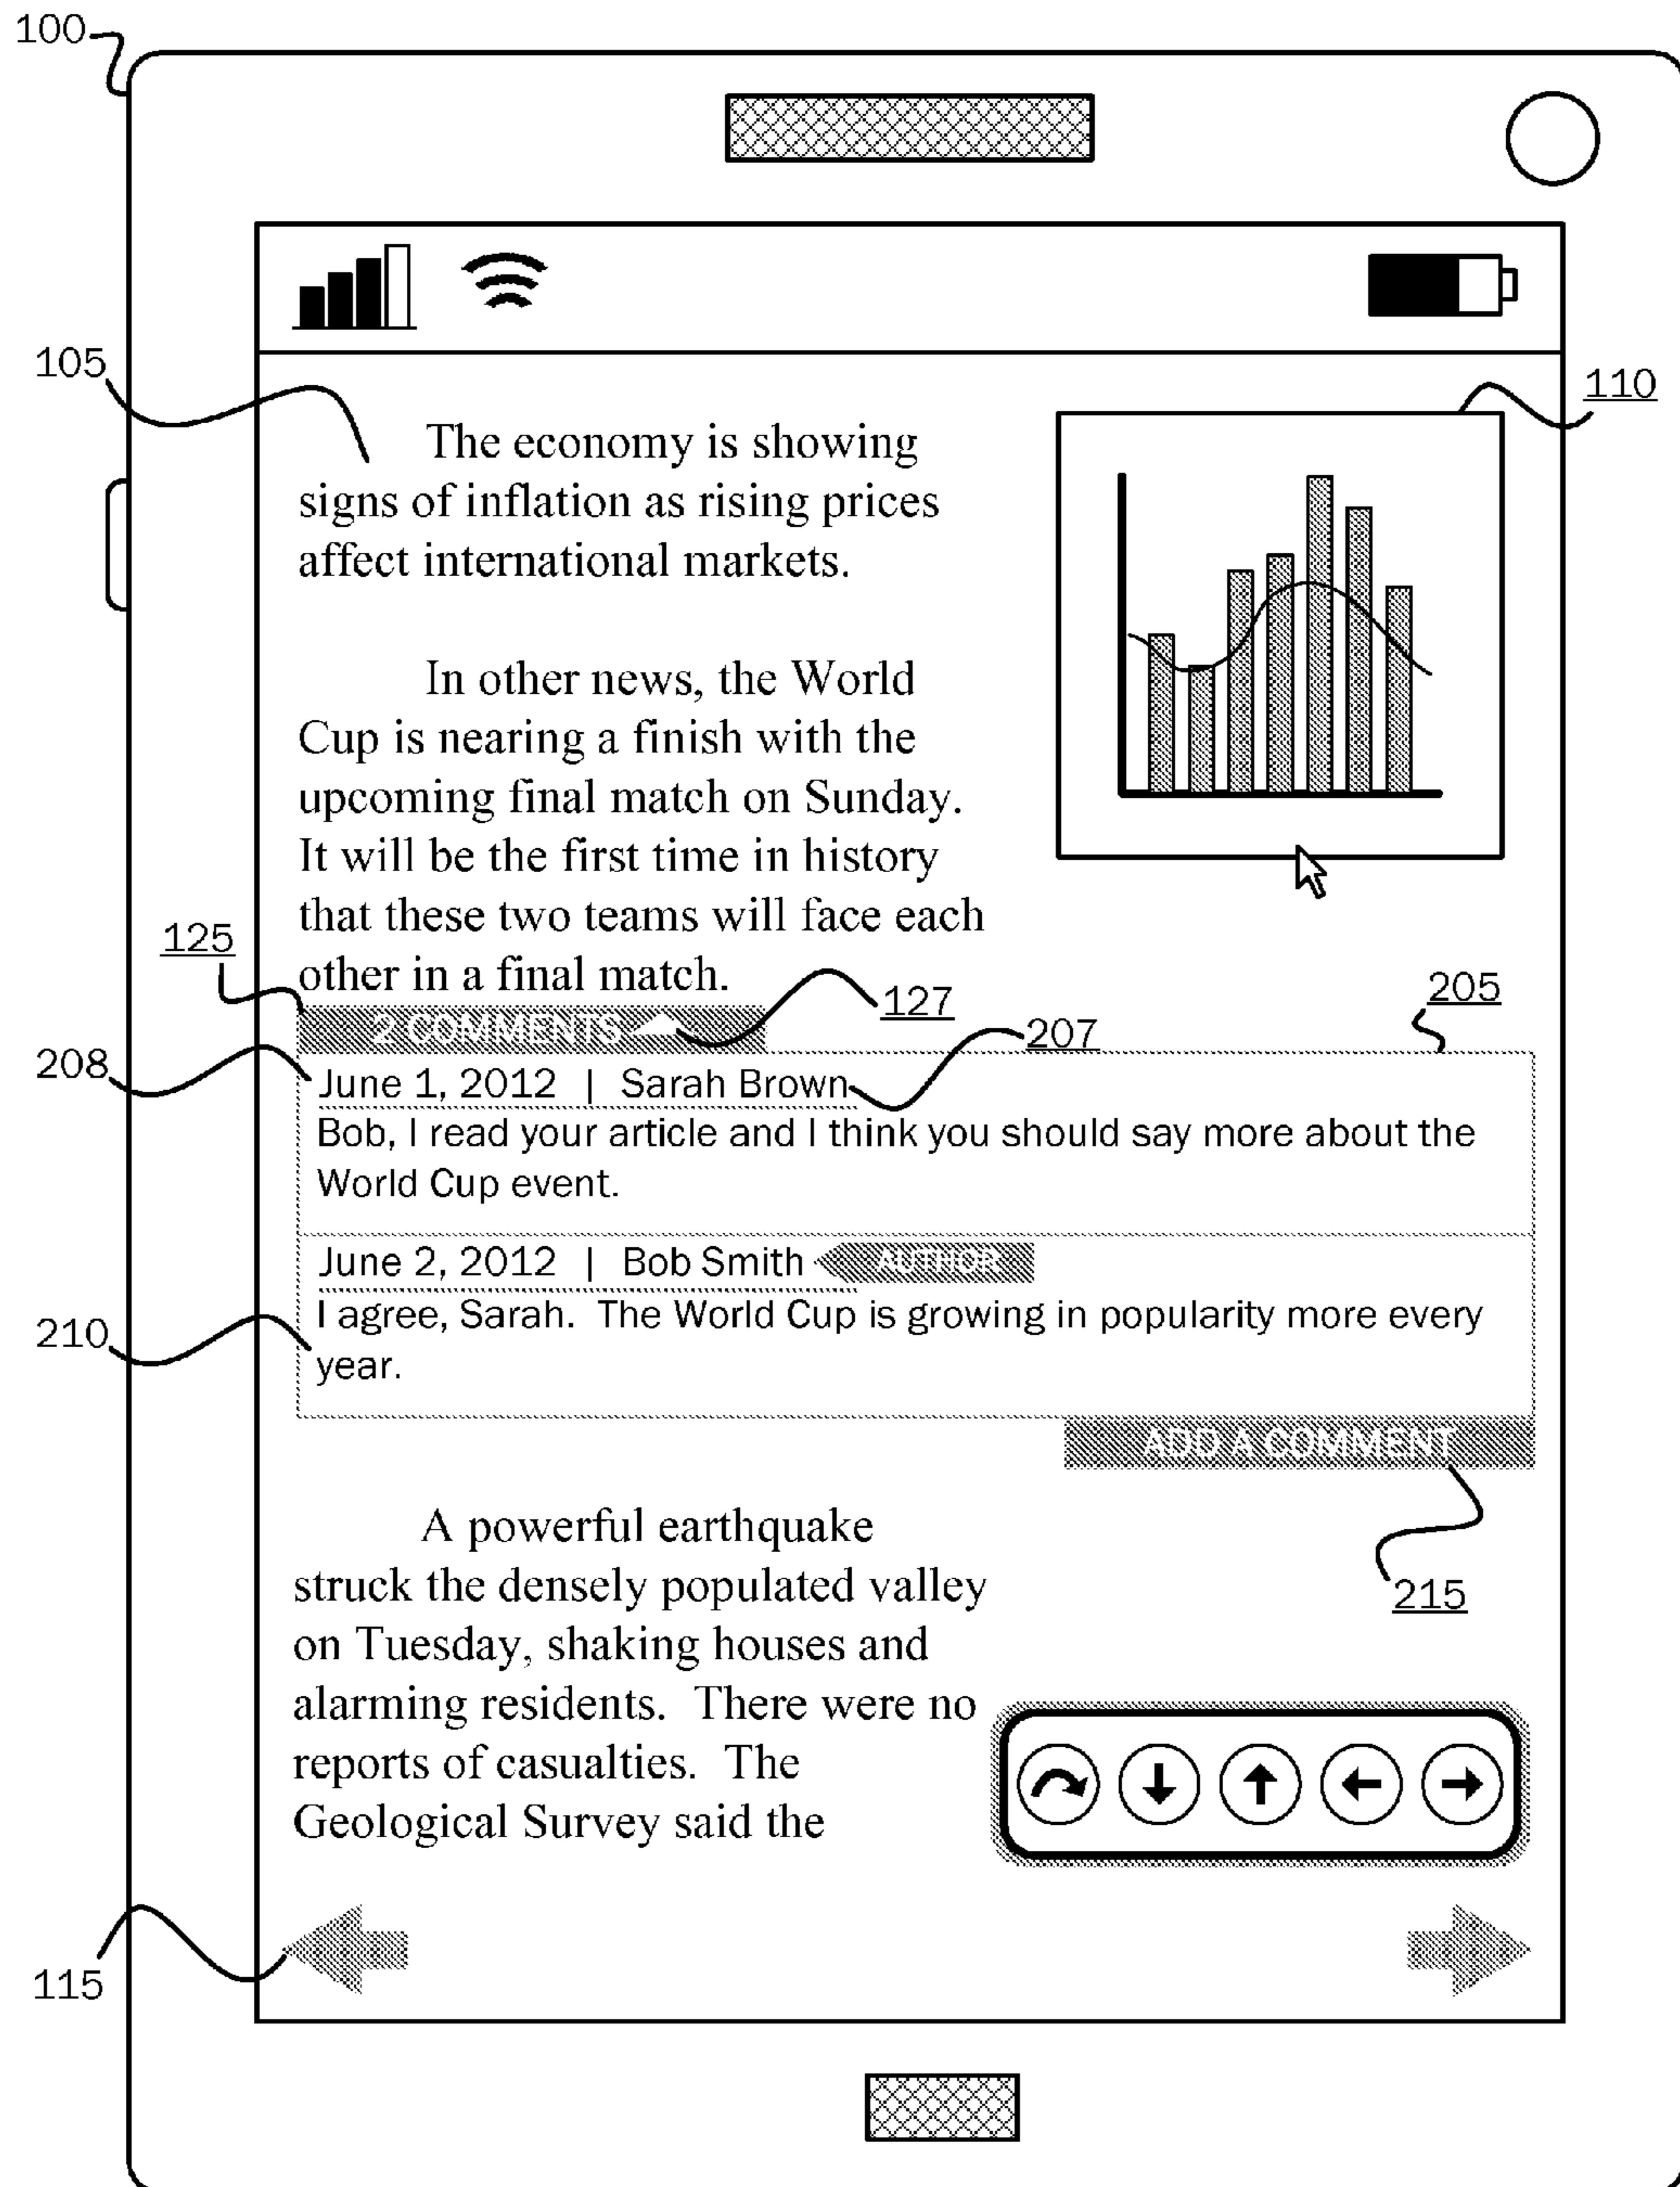 100
105
110
The economy is showing
signs of inflation as rising prices
affect international markets.
In other news, the World
Cup is nearing a finish with the
upcoming final match on Sunday.
It will be the first time in history
that these two teams will face each
other in a final match.
125
127
205
2 COMMENTS
207
208
June 1, 2012 | Sarah Brown
Bob, I read your article and I think you should say more about the
World Cup event.
June 2, 2012 | Bob Smith AUTHOR
I agree, Sarah. The World Cup is growing in popularity more every
year.
210
ADD A COMMENT
215
A powerful earthquake
struck the densely populated valley
on Tuesday, shaking houses and
alarming residents. There were no
reports of casualties. The
Geological Survey said the
115